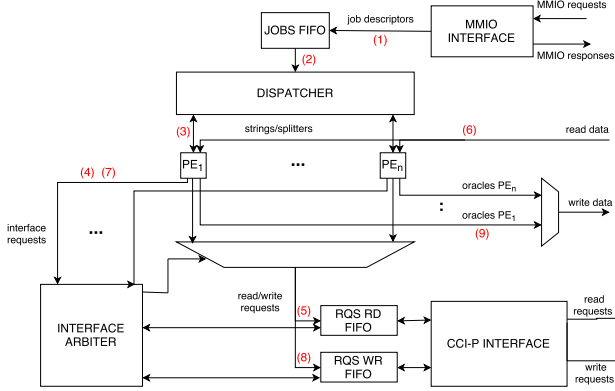 MMIO requests
JOBS FIFO
job descriptors
(1)
MMIO
INTERFACE
MMIO responses
(2)
DISPATCHER
(3)
strings/splitters
(6)
read data
PE1
...
PEn
(4) (7)
oracles PEn
:
write data
oracles PE1
(9)
interface
requests
...
read/write
requests
(5)
RQS RD
FIFO
read
requests
INTERFACE
ARBITER
CCI-P INTERFACE
(8)
RQS WR
FIFO
write
requests